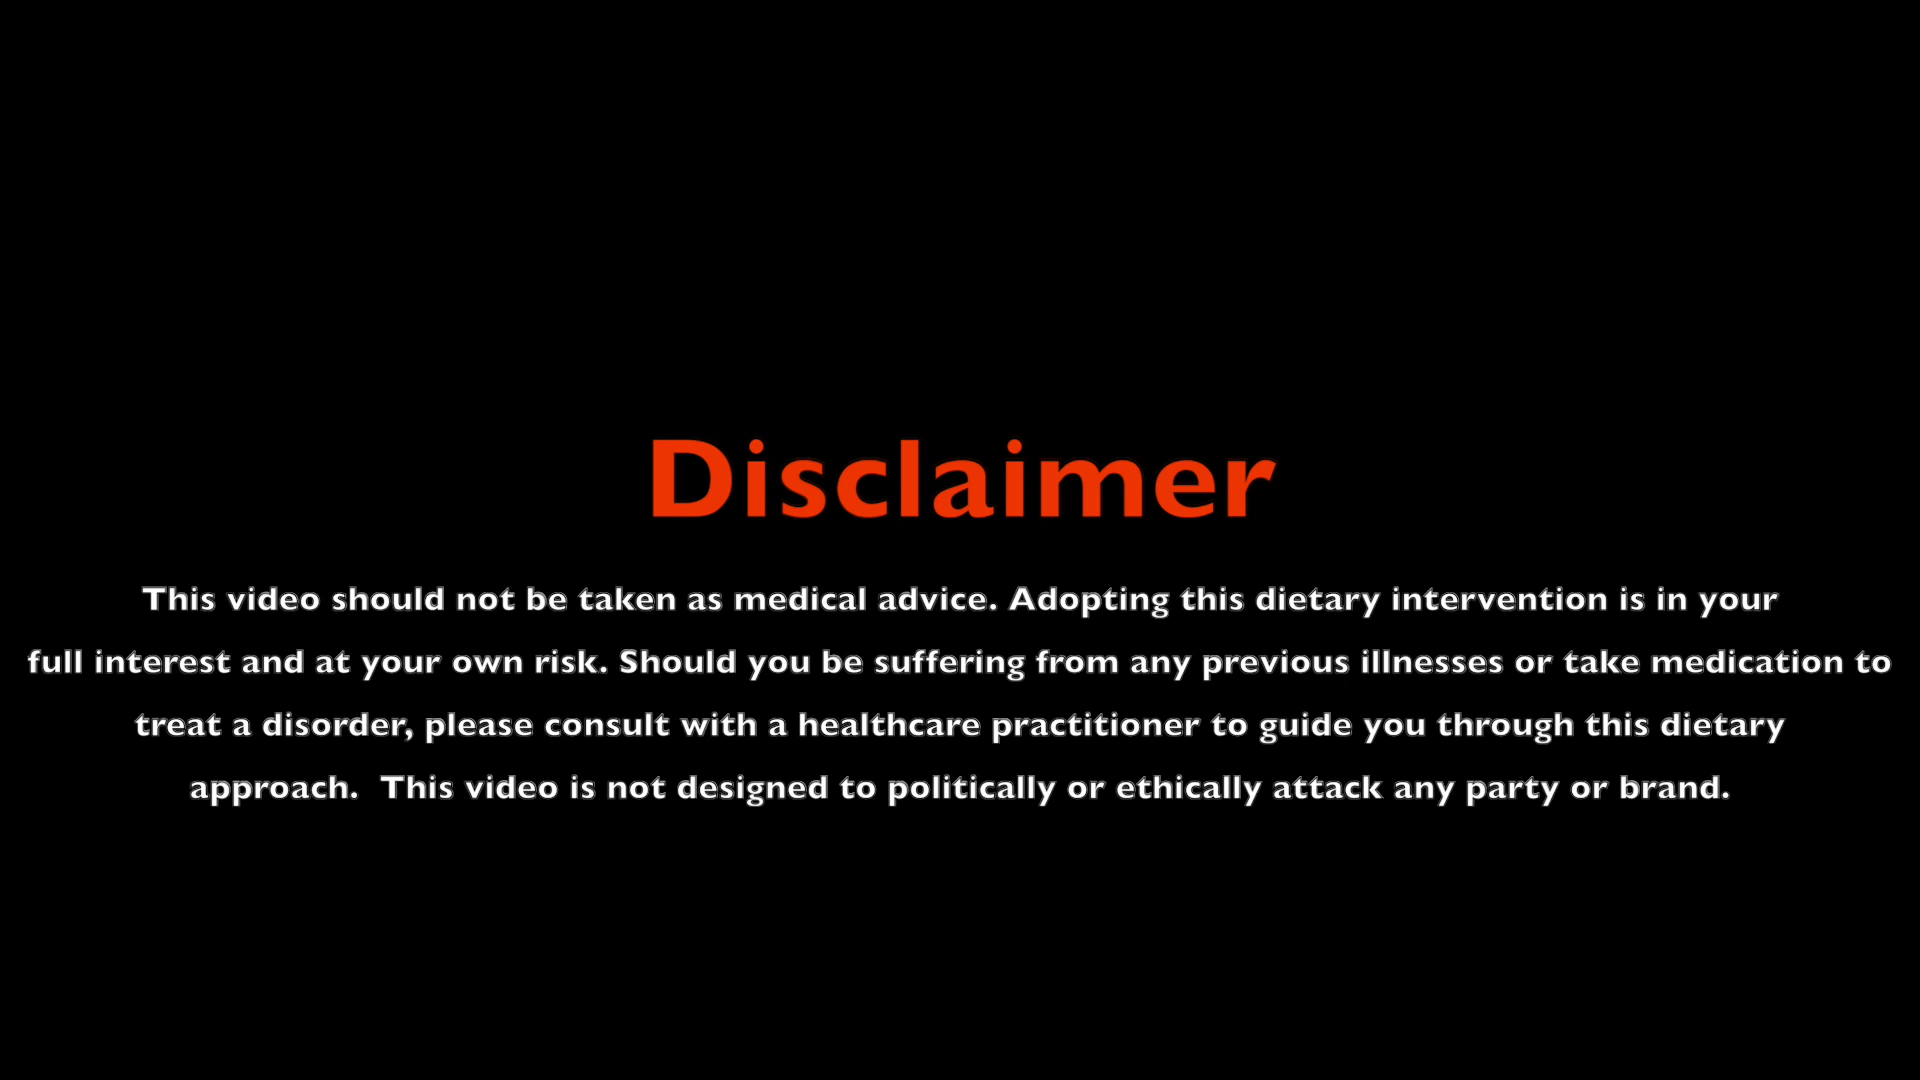 Disclaimer
This video should not be taken as medical advice. Adopting this dietary intervention is in your
full interest and at your own risk. Should you be suffering from any previous illnesses or take medication to
treat a disorder, please consult with a healthcare practitioner to guide you through this dietary
approach.  This video is not designed to politically or ethically attack any party or brand.